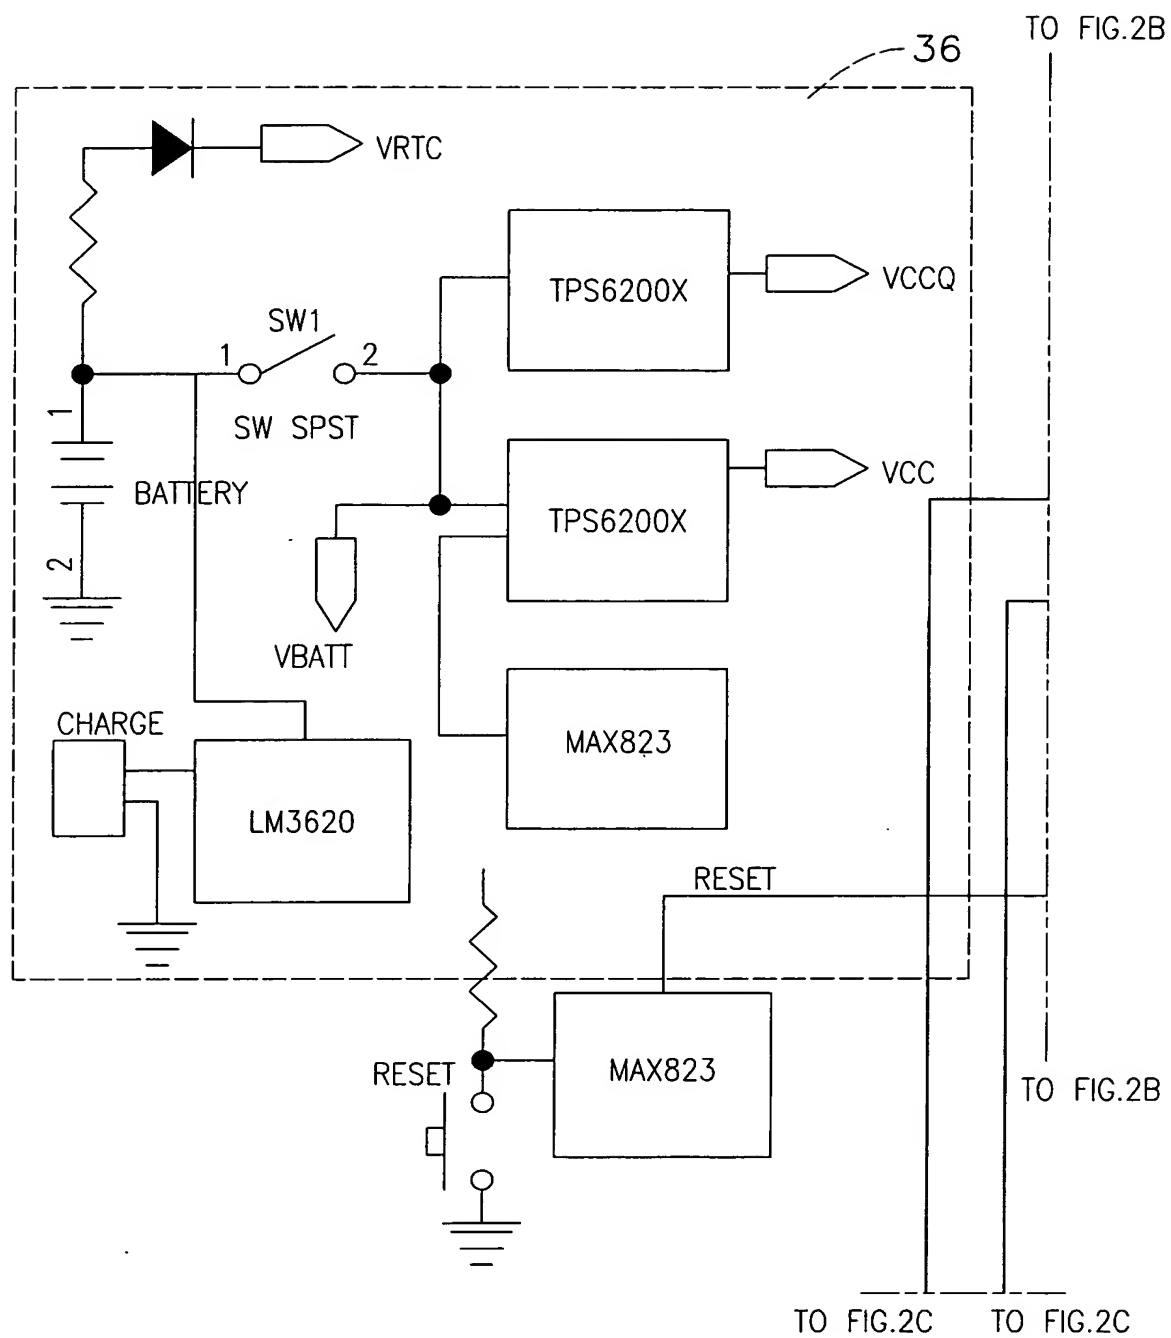 TO FIG.2B
36
VRTC
TPS6200X
VCCQ
SW1
1
2
SW SPST
1
BATTERY
2
TPS6200X
VCC
VBATT
CHARGE
LM3620
MAX823
RESET
RESET
MAX823
TO FIG.2B
TO FIG.2C
TO FIG.2C